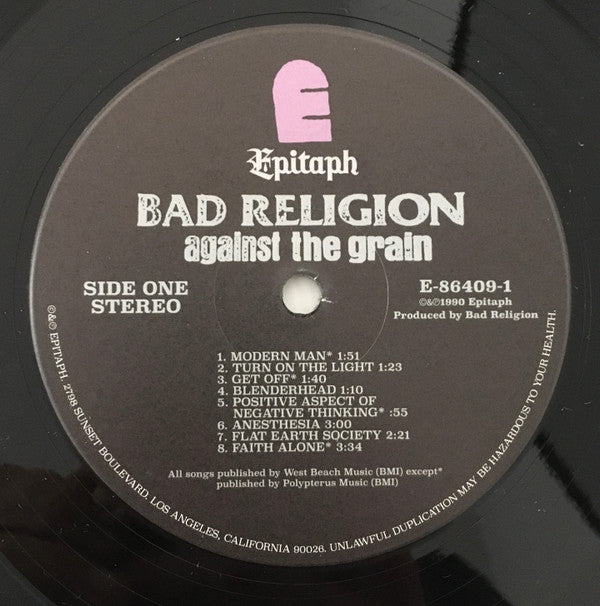 E
Epitaph
BAD RELIGION
against the grain
SIDE ONE
STEREO
E-86409-1
©&℗1990 Epitaph
Produced by Bad Religion
1. MODERN MAN* 1:51
2. TURN ON THE LIGHT 1:23
3. GET OFF* 1:40
4. BLENDERHEAD 1:10
5. POSITIVE ASPECT OF
NEGATIVE THINKING* :55
6. ANESTHESIA 3:00
7. FLAT EARTH SOCIETY 2:21
8. FAITH ALONE* 3:34
All songs published by West Beach Music (BMI) except*
published by Polypterus Music (BMI)
©&℗ EPITAPH. 2798 SUNSET BOULEVARD, LOS ANGELES, CALIFORNIA 90026. UNLAWFUL DUPLICATION MAY BE HAZARDOUS TO YOUR HEALTH.